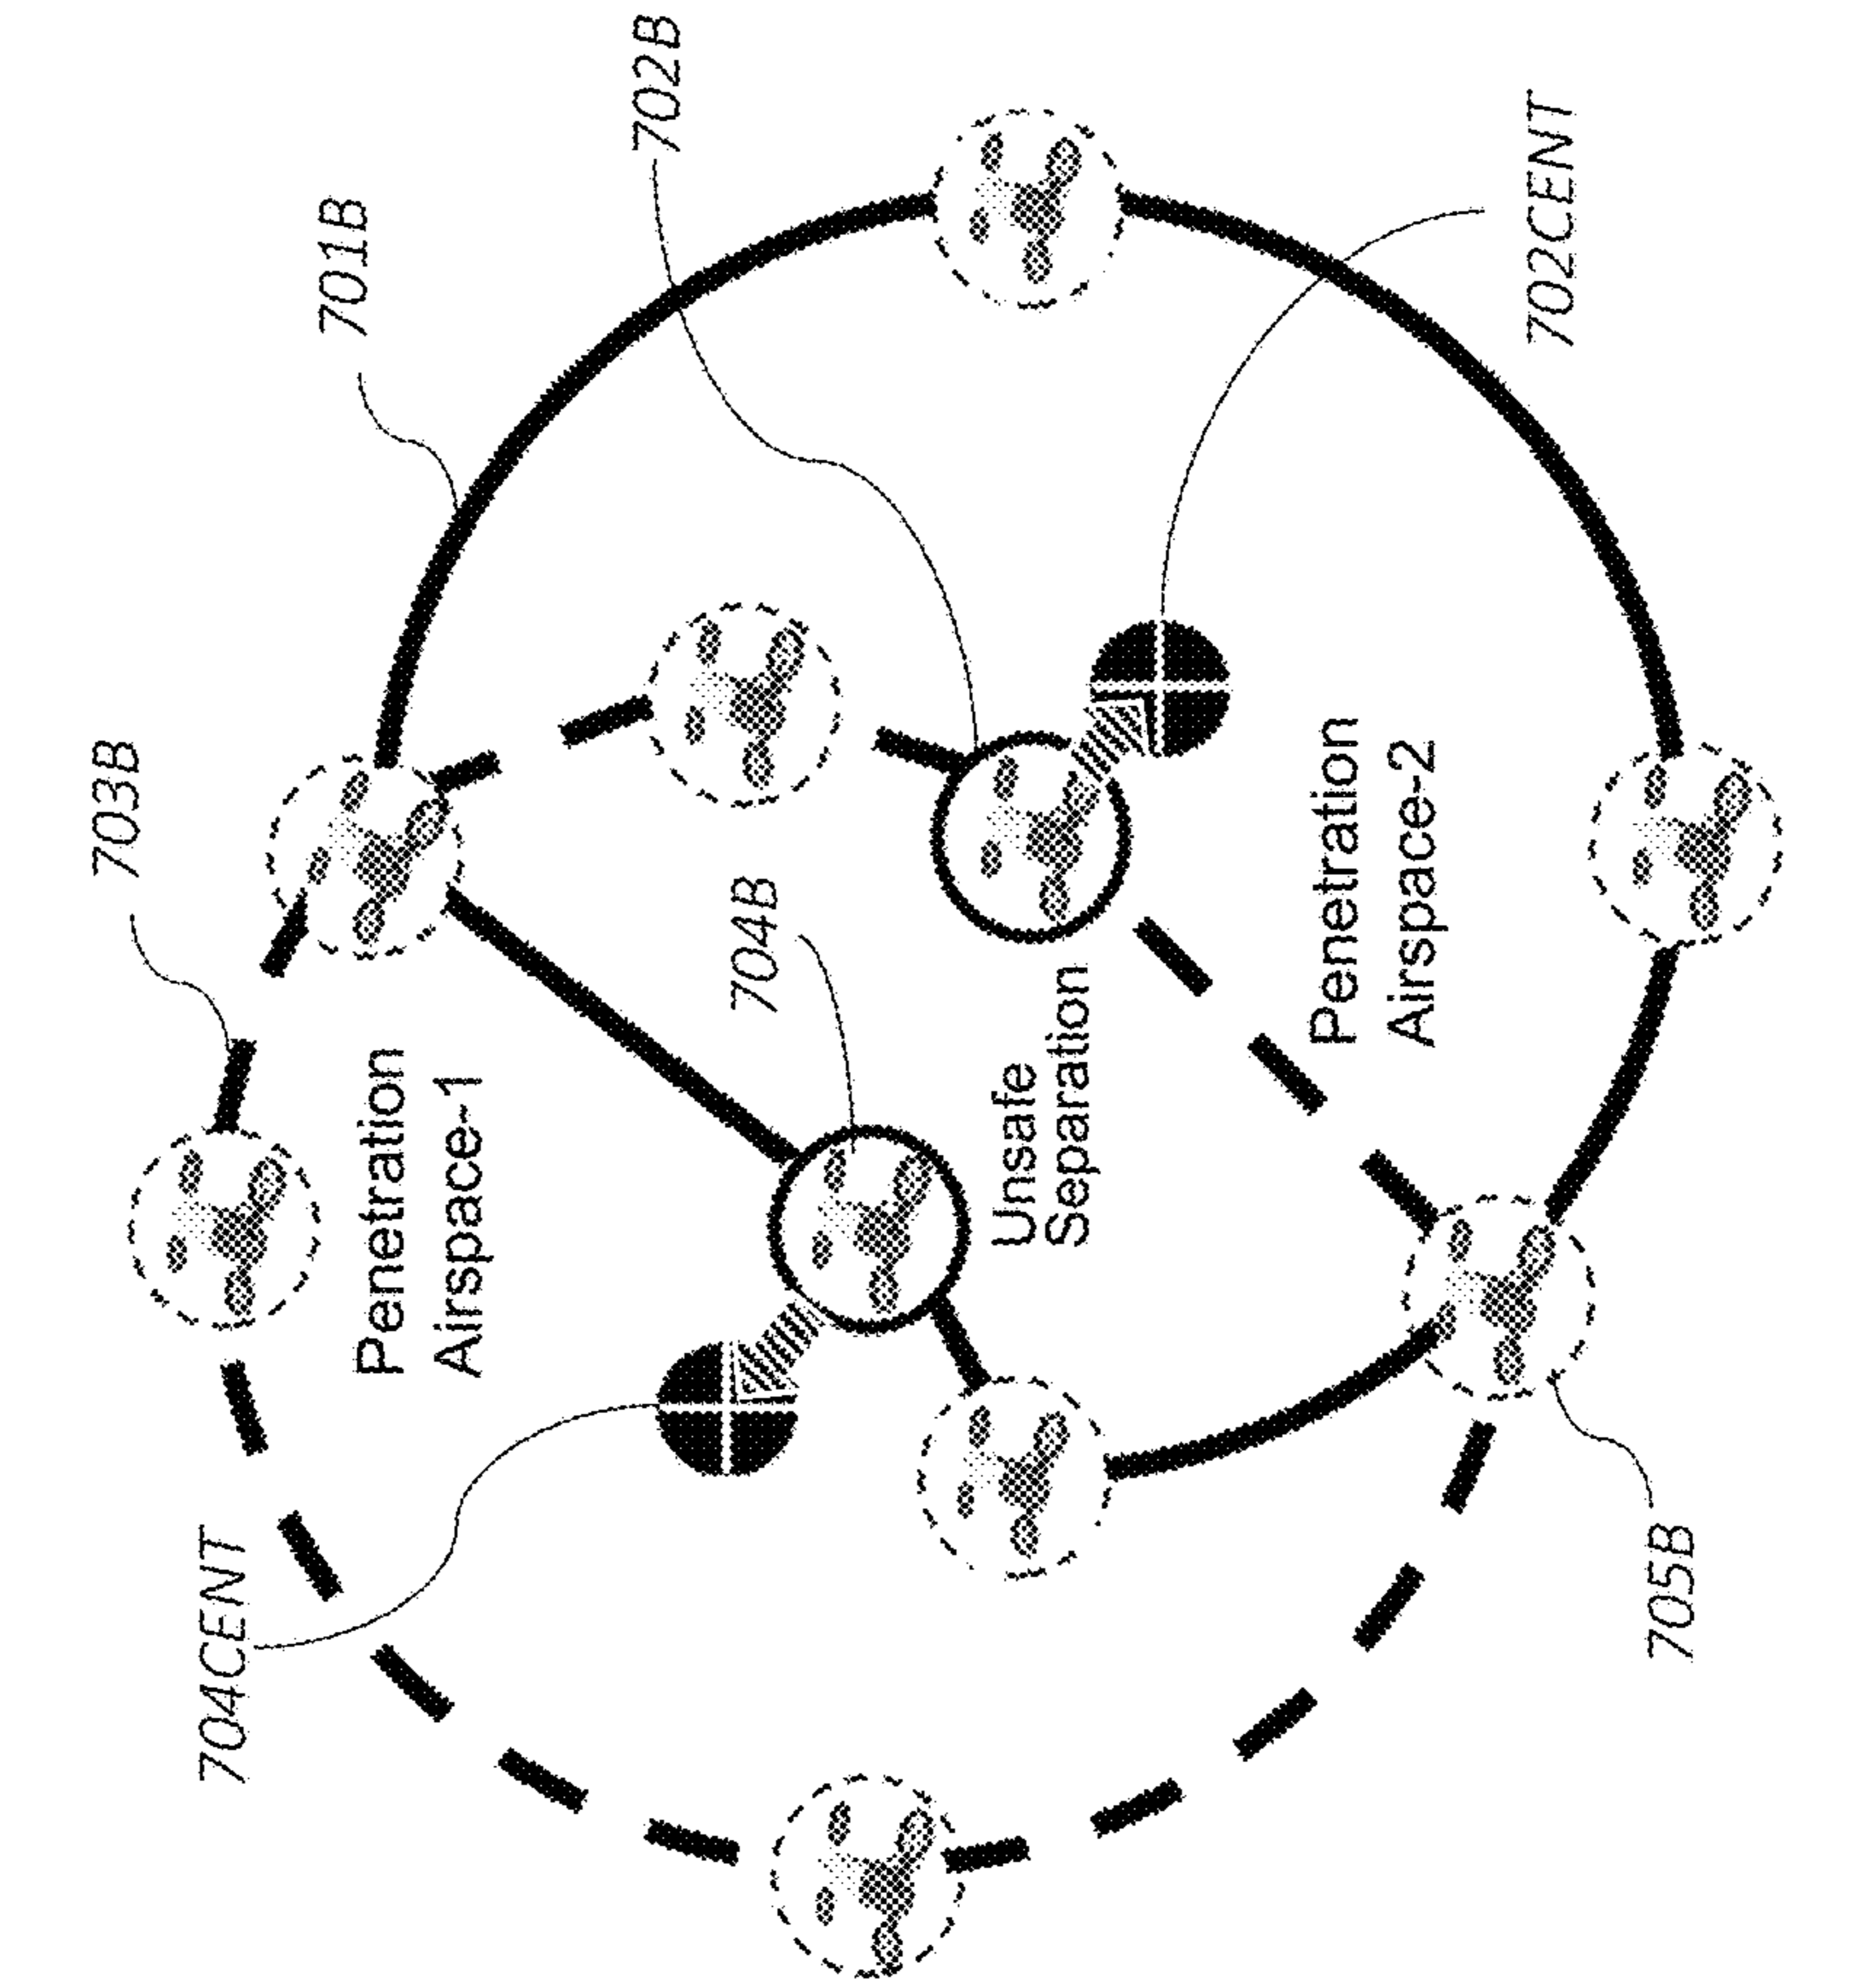 703B
701B
702B
704CENT
Penetration
Airspace-1
704B
Unsafe
Separation
Penetration
Airspace-2
702CENT
705B